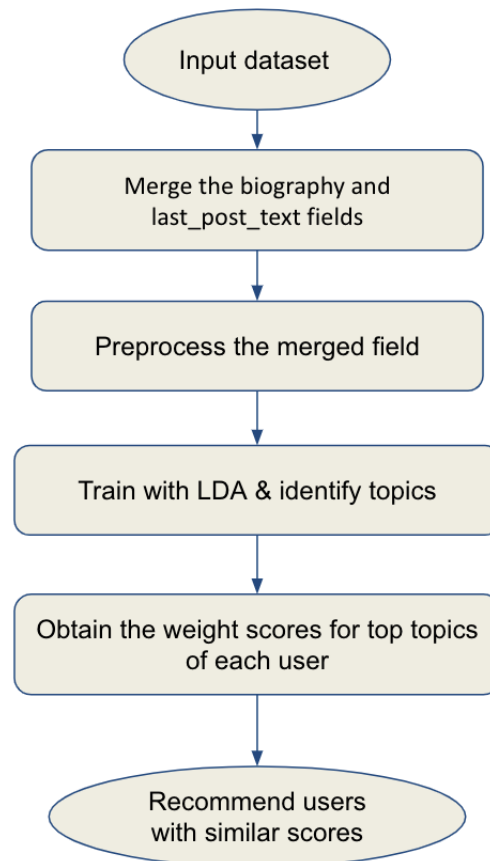 Input dataset
Merge the biography and
last_post_text fields
Preprocess the merged field
Train with LDA & identify topics
Obtain the weight scores for top topics
of each user
Recommend users
with similar scores